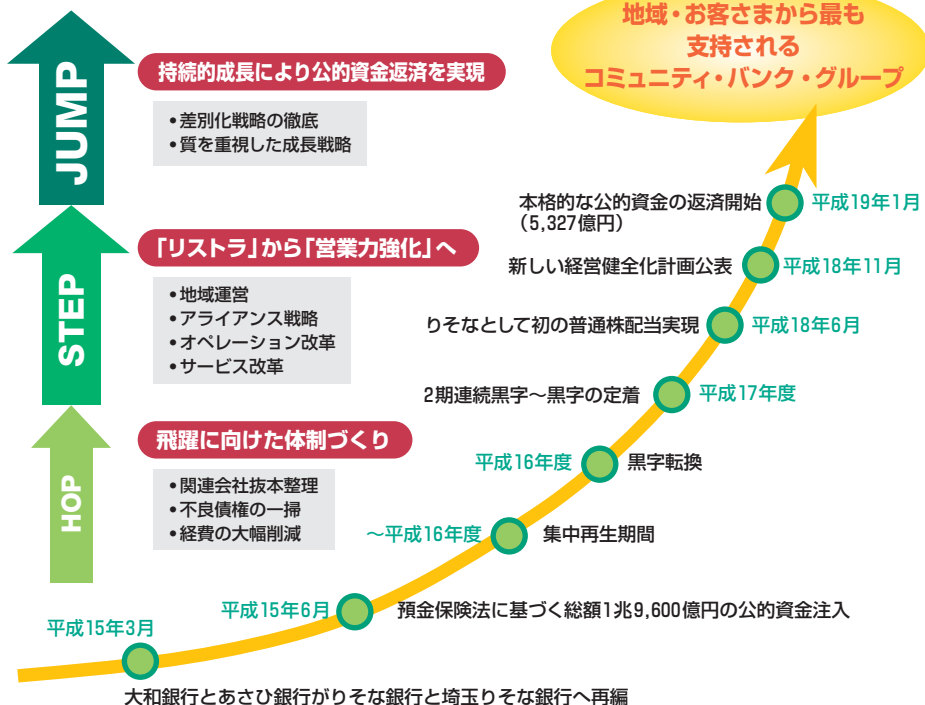 地域・お客さまから最も
支持される
コミュニティ・バンク・グループ
JUMP
持続的成長により公的資金返済を実現
•差別化戦略の徹底
•質を重視した成長戦略
STEP
「リストラ」から「営業力強化」へ
•地域運営
•アライアンス戦略
•オペレーション改革
•サービス改革
HOP
飛躍に向けた体制づくり
•関連会社抜本整理
•不良債権の一掃
•経費の大幅削減
本格的な公的資金の返済開始
(5,327億円)
平成19年1月
新しい経営健全化計画公表
平成18年11月
りそなとして初の普通株配当実現
平成18年6月
2期連続黒字〜黒字の定着
平成17年度
平成16年度
黒字転換
〜平成16年度
集中再生期間
平成15年6月
預金保険法に基づく総額1兆9,600億円の公的資金注入
平成15年3月
大和銀行とあさひ銀行がりそな銀行と埼玉りそな銀行へ再編